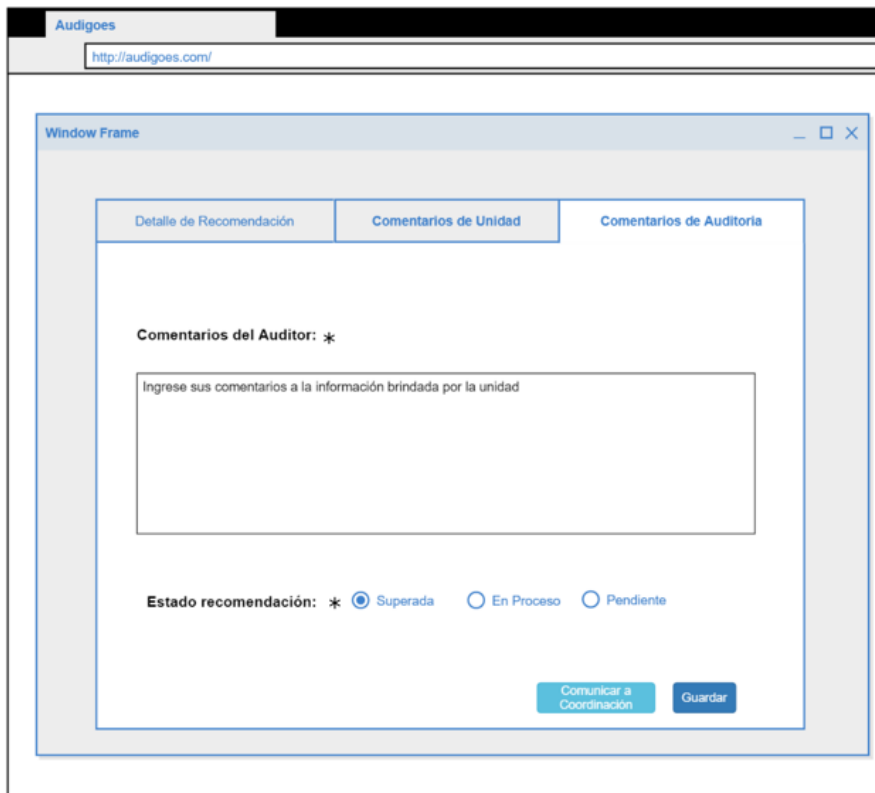 Audigoes
http://audigoes.com/
Window Frame
Detalle de Recomendación
Comentarios de Unidad
Comentarios de Auditoria
Comentarios del Auditor: *
Ingrese sus comentarios a la información brindada por la unidad
Estado recomendación: * Superada En Proceso Pendiente
Comunicar a
Coordinación
Guardar